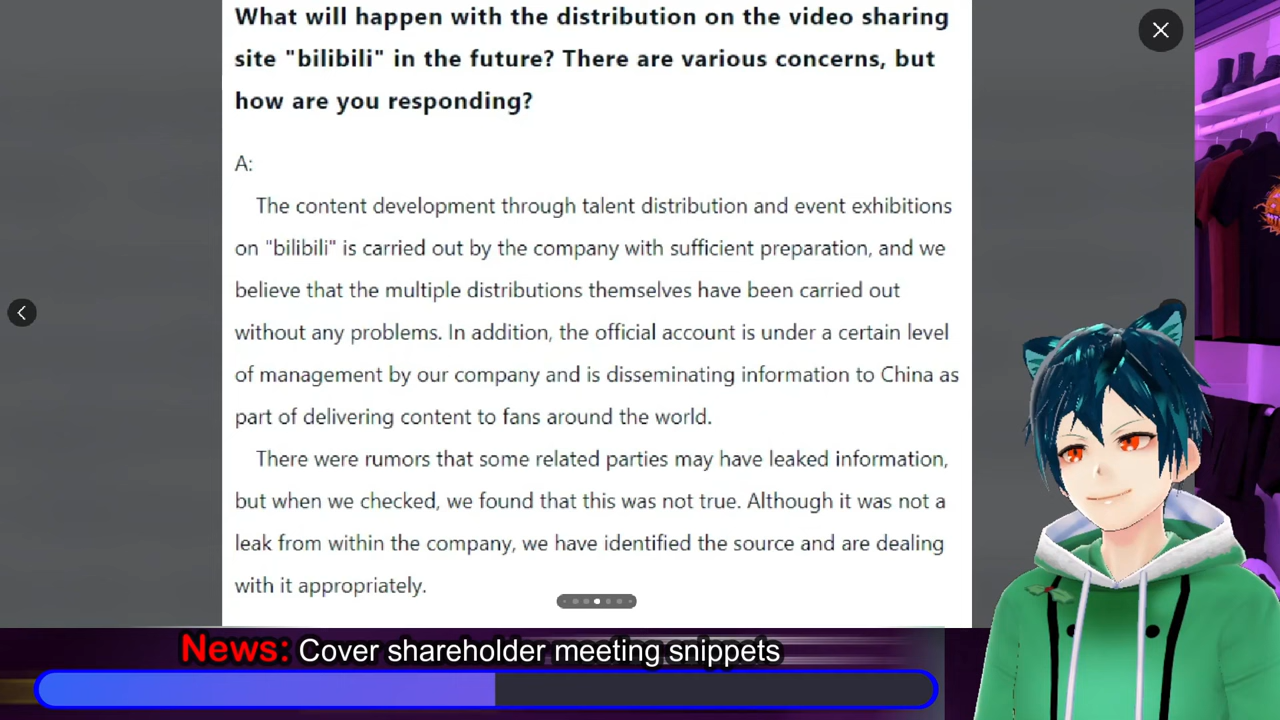 What will happen with the distribution on the video sharing
site "bilibili" in the future? There are various concerns, but
how are you responding?
A:
The content development through talent distribution and event exhibitions
on "bilibili" is carried out by the company with sufficient preparation, and we
believe that the multiple distributions themselves have been carried out
without any problems. In addition, the official account is under a certain level
of management by our company and is disseminating information to China as
part of delivering content to fans around the world.
There were rumors that some related parties may have leaked information,
but when we checked, we found that this was not true. Although it was not a
leak from within the company, we have identified the source and are dealing
with it appropriately.
News: Cover shareholder meeting snippets